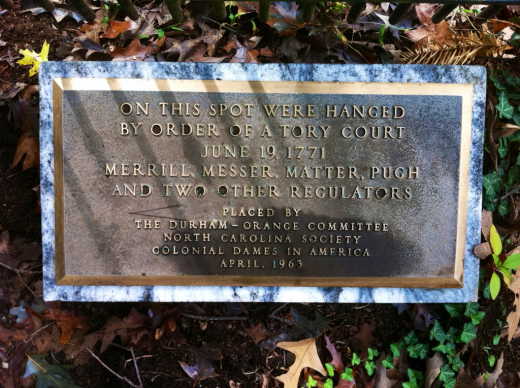 ON THIS SPOT WERE HANGED
BY ORDER OF A TORY COURT
JUNE 19, 1771
MERRILL, MESSER, MATTER, PUGH
AND TWO OTHER REGULATORS
PLACED BY
THE DURHAM-ORANGE COMMITTEE
NORTH CAROLINA SOCIETY
COLONIAL DAMES IN AMERICA
APRIL, 1963